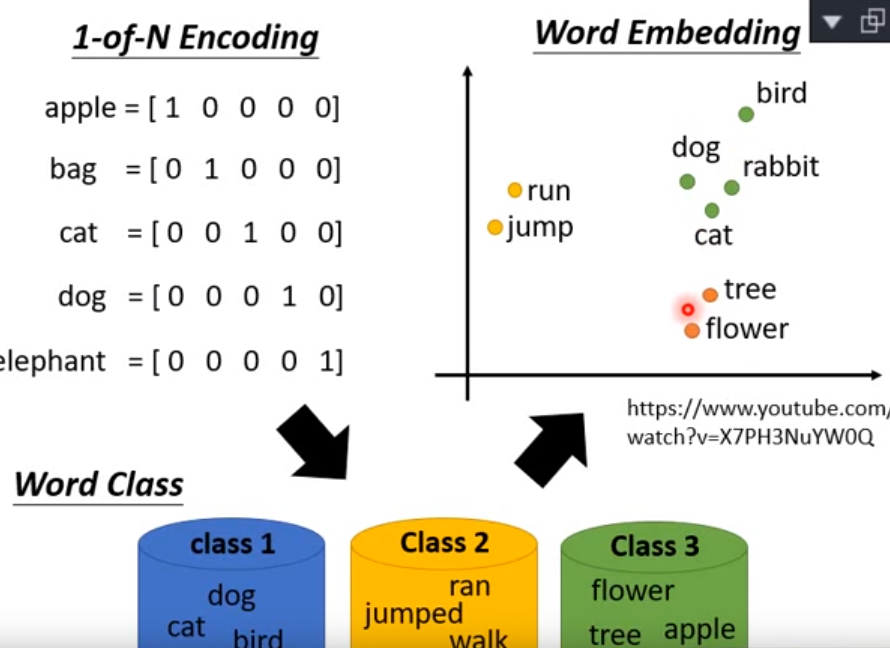 1-of-N Encoding
apple = [ 1 0 0 0 0]
bag = [ 0 1 0 0 0]
cat = [ 0 0 1 0 0]
dog = [ 0 0 0 1 0]
elephant = [ 0 0 0 0 1]
Word Embedding
bird
dog
rabbit
run
jump
cat
tree
flower
https://www.youtube.com/
watch?v=X7PH3NuYW0Q
Word Class
class 1
dog
cat bird
Class 2
ran
jumped
walk
Class 3
flower
tree apple